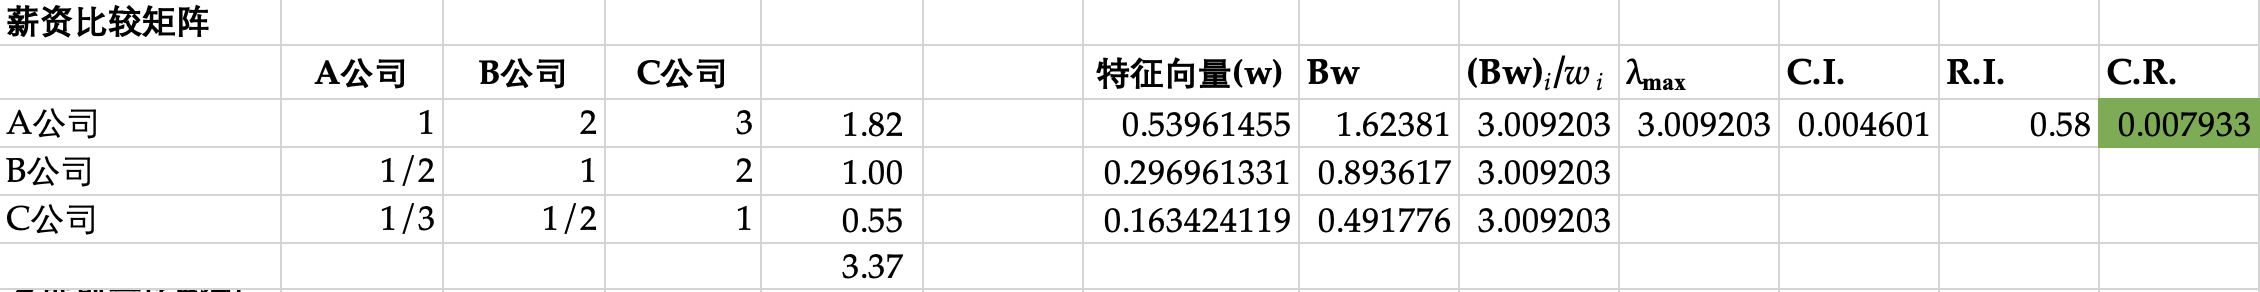 薪资比较矩阵
A公司 B公司 C公司 特征向量(w) Bw (Bw)i/wi λmax C.I. R.I. C.R.
A公司 1 2 3 1.82 0.53961455 1.62381 3.009203 3.009203 0.004601 0.58 0.007933
B公司 1/2 1 2 1.00 0.296961331 0.893617 3.009203
C公司 1/3 1/2 1 0.55 0.163424119 0.491776 3.009203
3.37